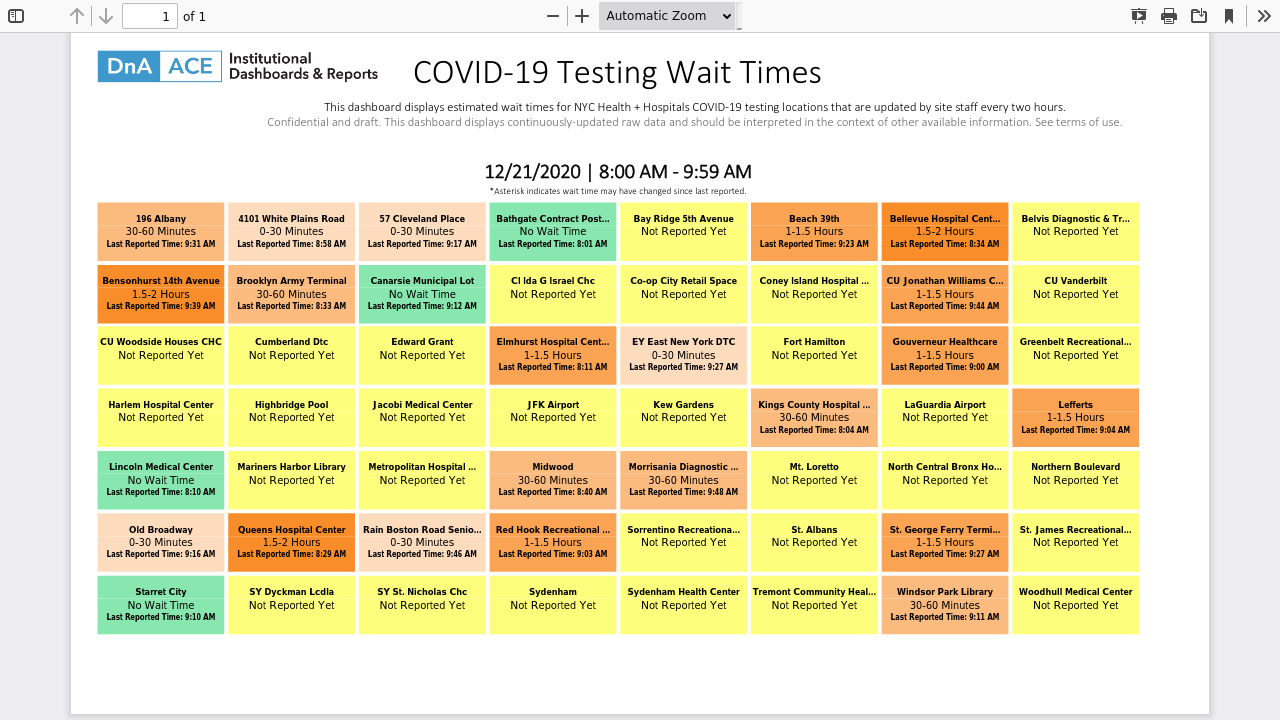 1 of 1 Automatic Zoom
DnA ACE Institutional
Dashboards & Reports
COVID-19 Testing Wait Times
This dashboard displays estimated wait times for NYC Health + Hospitals COVID-19 testing locations that are updated by site staff every two hours.
Confidential and draft. This dashboard displays continuously-updated raw data and should be interpreted in the context of other available information. See terms of use.
12/21/2020 | 8:00 AM - 9:59 AM
*Asterisk indicates wait time may have changed since last reported.
196 Albany
30-60 Minutes
Last Reported Time: 9:31 AM
4101 White Plains Road
0-30 Minutes
Last Reported Time: 8:58 AM
57 Cleveland Place
0-30 Minutes
Last Reported Time: 9:17 AM
Bathgate Contract Post...
No Wait Time
Last Reported Time: 8:01 AM
Bay Ridge 5th Avenue
Not Reported Yet
Beach 39th
1-1.5 Hours
Last Reported Time: 9:23 AM
Bellevue Hospital Cent...
1.5-2 Hours
Last Reported Time: 8:34 AM
Belvis Diagnostic & Tr...
Not Reported Yet
Bensonhurst 14th Avenue
1.5-2 Hours
Last Reported Time: 9:39 AM
Brooklyn Army Terminal
30-60 Minutes
Last Reported Time: 8:33 AM
Canarsie Municipal Lot
No Wait Time
Last Reported Time: 9:12 AM
CI Ida G Israel Chc
Not Reported Yet
Co-op City Retail Space
Not Reported Yet
Coney Island Hospital ...
Not Reported Yet
CU Jonathan Williams C...
1-1.5 Hours
Last Reported Time: 9:44 AM
CU Vanderbilt
Not Reported Yet
CU Woodside Houses CHC
Not Reported Yet
Cumberland Dtc
Not Reported Yet
Edward Grant
Not Reported Yet
Elmhurst Hospital Cent...
1-1.5 Hours
Last Reported Time: 8:11 AM
EY East New York DTC
0-30 Minutes
Last Reported Time: 9:27 AM
Fort Hamilton
Not Reported Yet
Gouverneur Healthcare
1-1.5 Hours
Last Reported Time: 9:00 AM
Greenbelt Recreational...
Not Reported Yet
Harlem Hospital Center
Not Reported Yet
Highbridge Pool
Not Reported Yet
Jacobi Medical Center
Not Reported Yet
JFK Airport
Not Reported Yet
Kew Gardens
Not Reported Yet
Kings County Hospital ...
30-60 Minutes
Last Reported Time: 8:04 AM
LaGuardia Airport
Not Reported Yet
Lefferts
1-1.5 Hours
Last Reported Time: 9:04 AM
Lincoln Medical Center
No Wait Time
Last Reported Time: 8:10 AM
Mariners Harbor Library
Not Reported Yet
Metropolitan Hospital ...
Not Reported Yet
Midwood
30-60 Minutes
Last Reported Time: 8:40 AM
Morrisania Diagnostic ...
30-60 Minutes
Last Reported Time: 9:48 AM
Mt. Loretto
Not Reported Yet
North Central Bronx Ho...
Not Reported Yet
Northern Boulevard
Not Reported Yet
Old Broadway
0-30 Minutes
Last Reported Time: 9:16 AM
Queens Hospital Center
1.5-2 Hours
Last Reported Time: 8:29 AM
Rain Boston Road Senio...
0-30 Minutes
Last Reported Time: 9:46 AM
Red Hook Recreational ...
1-1.5 Hours
Last Reported Time: 9:03 AM
Sorrentino Recreationa...
Not Reported Yet
St. Albans
Not Reported Yet
St. George Ferry Termi...
1-1.5 Hours
Last Reported Time: 9:27 AM
St. James Recreational...
Not Reported Yet
Starret City
No Wait Time
Last Reported Time: 9:10 AM
SY Dyckman Lcdla
Not Reported Yet
SY St. Nicholas Chc
Not Reported Yet
Sydenham
Not Reported Yet
Sydenham Health Center
Not Reported Yet
Tremont Community Heal...
Not Reported Yet
Windsor Park Library
30-60 Minutes
Last Reported Time: 9:11 AM
Woodhull Medical Center
Not Reported Yet